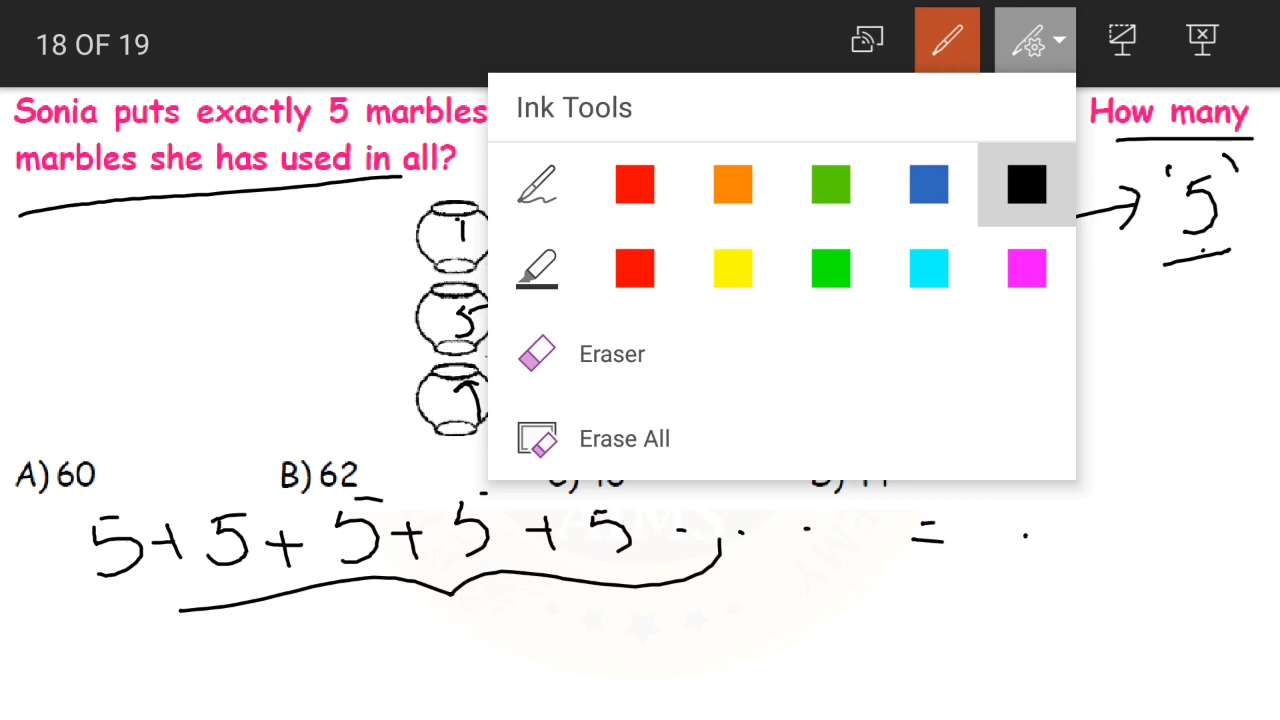 18 OF 19
Ink Tools
Sonia puts exactly 5 marbles How many
marbles she has used in all?
5
1
5
Eraser
Erase All
A) 60 B) 62
5+5+5+5+5 - . . = .